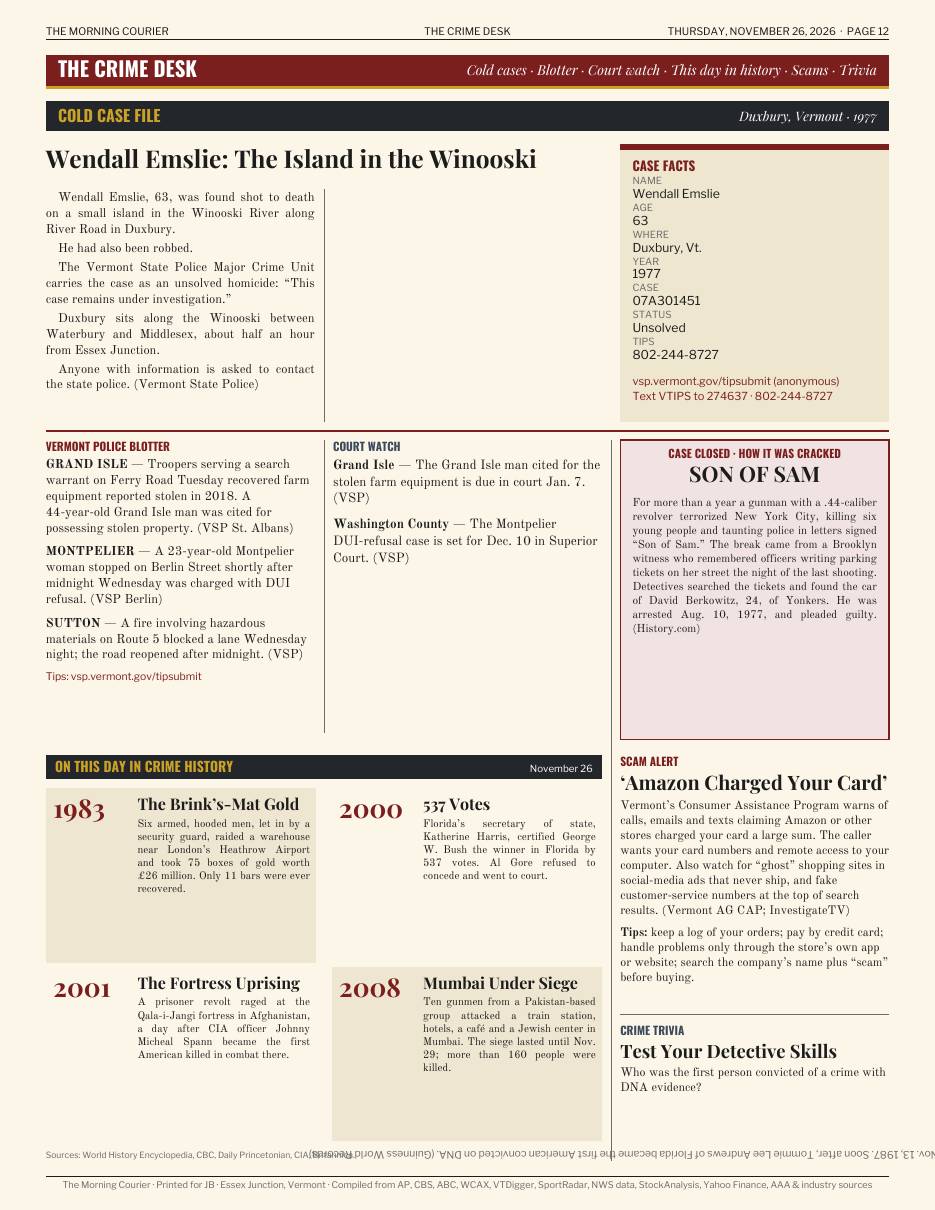 THE MORNING COURIER
THE CRIME DESK
THURSDAY, NOVEMBER 26, 2026 · PAGE 12
THE CRIME DESK
Cold cases · Blotter · Court watch · This day in history · Scams · Trivia
COLD CASE FILE
Duxbury, Vermont · 1977
Wendall Emslie: The Island in the Winooski
Wendall Emslie, 63, was found shot to death
on a small island in the Winooski River along
River Road in Duxbury.
He had also been robbed.
The Vermont State Police Major Crime Unit
carries the case as an unsolved homicide: “This
case remains under investigation.”
Duxbury sits along the Winooski between
Waterbury and Middlesex, about half an hour
from Essex Junction.
Anyone with information is asked to contact
the state police. (Vermont State Police)
CASE FACTS
NAME
Wendall Emslie
AGE
63
WHERE
Duxbury, Vt.
YEAR
1977
CASE
07A301451
STATUS
Unsolved
TIPS
802-244-8727
vsp.vermont.gov/tipsubmit (anonymous)
Text VTIPS to 274637 · 802-244-8727
VERMONT POLICE BLOTTER
GRAND ISLE — Troopers serving a search
warrant on Ferry Road Tuesday recovered farm
equipment reported stolen in 2018. A
44-year-old Grand Isle man was cited for
possessing stolen property. (VSP St. Albans)
MONTPELIER — A 23-year-old Montpelier
woman stopped on Berlin Street shortly after
midnight Wednesday was charged with DUI
refusal. (VSP Berlin)
SUTTON — A fire involving hazardous
materials on Route 5 blocked a lane Wednesday
night; the road reopened after midnight. (VSP)
Tips: vsp.vermont.gov/tipsubmit
COURT WATCH
Grand Isle — The Grand Isle man cited for the
stolen farm equipment is due in court Jan. 7.
(VSP)
Washington County — The Montpelier
DUI-refusal case is set for Dec. 10 in Superior
Court. (VSP)
CASE CLOSED · HOW IT WAS CRACKED
SON OF SAM
For more than a year a gunman with a .44-caliber
revolver terrorized New York City, killing six
young people and taunting police in letters signed
“Son of Sam.” The break came from a Brooklyn
witness who remembered officers writing parking
tickets on her street the night of the last shooting.
Detectives searched the tickets and found the car
of David Berkowitz, 24, of Yonkers. He was
arrested Aug. 10, 1977, and pleaded guilty.
(History.com)
ON THIS DAY IN CRIME HISTORY
November 26
1983
The Brink’s-Mat Gold
Six armed, hooded men, let in by a
security guard, raided a warehouse
near London’s Heathrow Airport
and took 75 boxes of gold worth
£26 million. Only 11 bars were ever
recovered.
2000
537 Votes
Florida’s secretary of state,
Katherine Harris, certified George
W. Bush the winner in Florida by
537 votes. Al Gore refused to
concede and went to court.
2001
The Fortress Uprising
A prisoner revolt raged at the
Qala-i-Jangi fortress in Afghanistan,
a day after CIA officer Johnny
Micheal Spann became the first
American killed in combat there.
2008
Mumbai Under Siege
Ten gunmen from a Pakistan-based
group attacked a train station,
hotels, a café and a Jewish center in
Mumbai. The siege lasted until Nov.
29; more than 160 people were
killed.
SCAM ALERT
‘Amazon Charged Your Card’
Vermont’s Consumer Assistance Program warns of
calls, emails and texts claiming Amazon or other
stores charged your card a large sum. The caller
wants your card numbers and remote access to your
computer. Also watch for “ghost” shopping sites in
social-media ads that never ship, and fake
customer-service numbers at the top of search
results. (Vermont AG CAP; InvestigateTV)
Tips: keep a log of your orders; pay by credit card;
handle problems only through the store’s own app
or website; search the company’s name plus “scam”
before buying.
CRIME TRIVIA
Test Your Detective Skills
Who was the first person convicted of a crime with
DNA evidence?
Sources: World History Encyclopedia, CBC, Daily Princetonian, CIA,
Nov. 13, 1987. Soon after, Tommie Lee Andrews of Florida became the first American convicted on DNA. (Guinness World Records)
The Morning Courier · Printed for JB · Essex Junction, Vermont · Compiled from AP, CBS, ABC, WCAX, VTDigger, SportRadar, NWS data, StockAnalysis, Yahoo Finance, AAA & industry sources